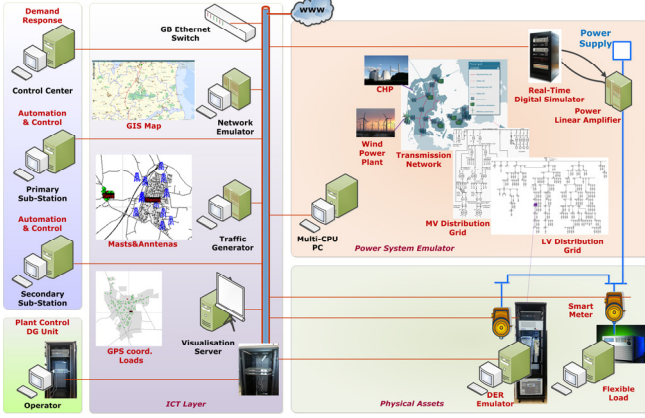 Demand
Response
Control Center
Automation
& Control
Primary
Sub-Station
Automation
& Control
Secondary
Sub-Station
Plant Control
DG Unit
Operator
GB Ethernet
Switch
www
GIS Map
Network
Emulator
Masts&Anntenas
Traffic
Generator
GPS coord.
Loads
Visualisation
Server
ICT Layer
Multi-CPU
PC
CHP
Wind
Power
Plant
Transmission
Network
MV Distribution
Grid
LV Distribution
Grid
Real-Time
Digital Simulator
Power
Supply
Power
Linear Amplifier
Power System Emulator
Smart
Meter
DER
Emulator
Flexible
Load
Physical Assets